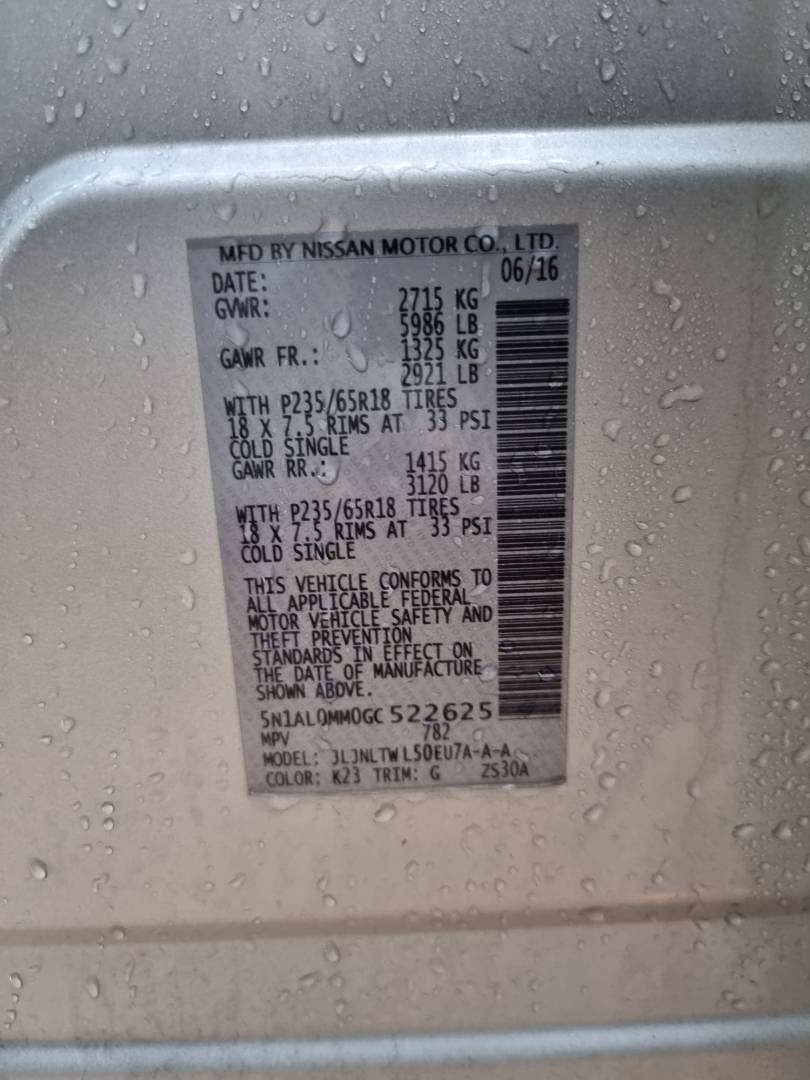 MFD BY NISSAN MOTOR CO., LTD.
DATE: 06/16
GVWR: 2715 KG
5986 LB
GAWR FR.: 1325 KG
2921 LB
WITH P235/65R18 TIRES
18 X 7.5 RIMS AT 33 PSI
COLD SINGLE
GAWR RR.: 1415 KG
3120 LB
WITH P235/65R18 TIRES
18 X 7.5 RIMS AT 33 PSI
COLD SINGLE
THIS VEHICLE CONFORMS TO
ALL APPLICABLE FEDERAL
MOTOR VEHICLE SAFETY AND
THEFT PREVENTION
STANDARDS IN EFFECT ON
THE DATE OF MANUFACTURE
SHOWN ABOVE.
5N1AL0MM0GC 522625
MPV 782
MODEL: JLJNLTW L50EU7A-A-A
COLOR: K23 TRIM: G ZS30A